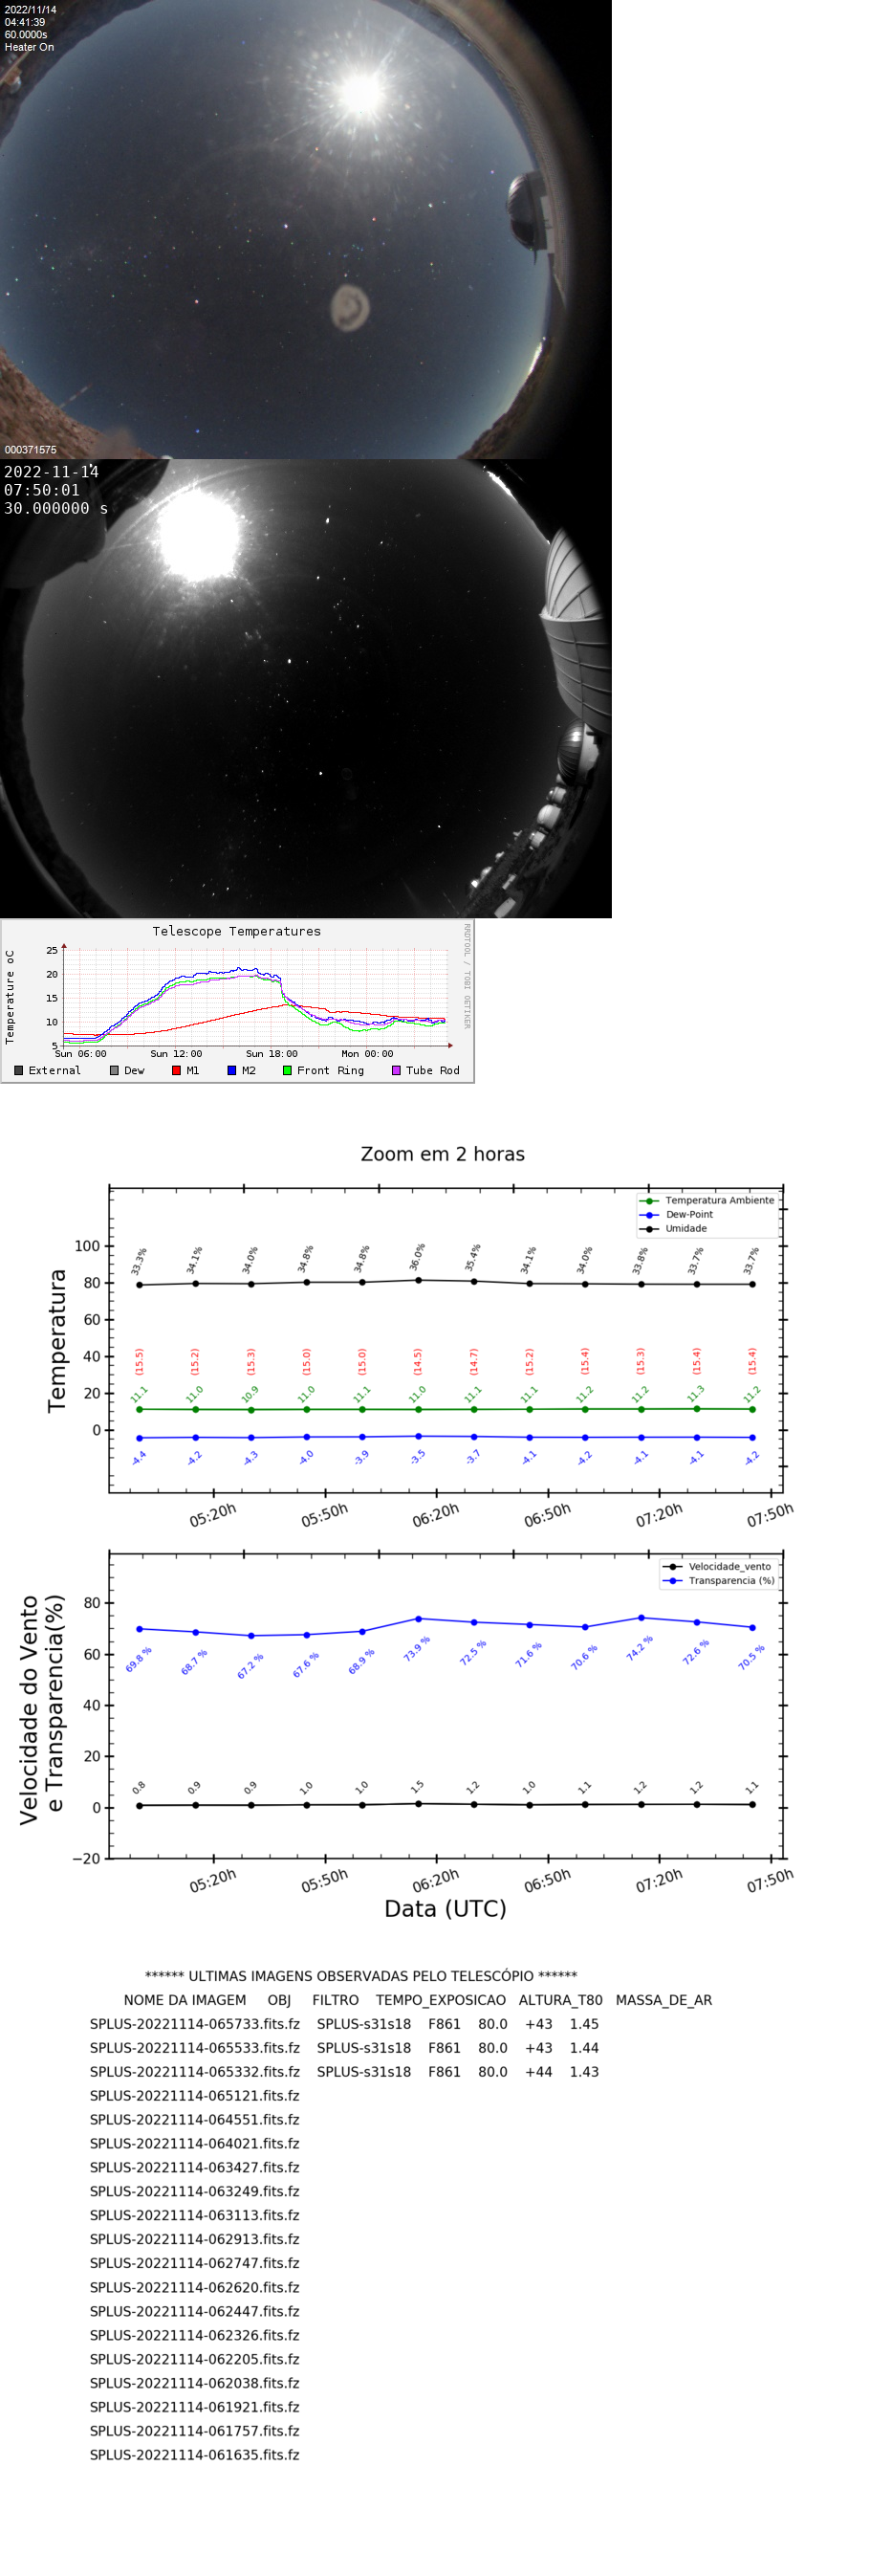 2022/11/14
04:41:39
60.0000s
Heater On
000371575
2022-11-14
07:50:01
30.000000 s
Telescope Temperatures
RRDTOOL / TOBI OETIKER
Temperature oC
25
20
15
10
5
Sun 06:00 Sun 12:00 Sun 18:00 Mon 00:00
External Dew M1 M2 Front Ring Tube Rod
Zoom em 2 horas
Temperatura Ambiente
Dew-Point
Umidade
Temperatura
100
80
60
40
20
0
33.3% 34.1% 34.0% 34.8% 34.8% 36.0% 35.4% 34.1% 34.0% 33.8% 33.7% 33.7%
(15.5) (15.2) (15.3) (15.0) (15.0) (14.5) (14.7) (15.2) (15.4) (15.3) (15.4) (15.4)
11.1 11.0 10.9 11.0 11.1 11.0 11.1 11.1 11.2 11.2 11.3 11.2
-4.4 -4.2 -4.3 -4.0 -3.9 -3.5 -3.7 -4.1 -4.2 -4.1 -4.1 -4.2
05:20h 05:50h 06:20h 06:50h 07:20h 07:50h
Velocidade_vento
Transparencia (%)
Velocidade do Vento
e Transparencia(%)
80
60
40
20
0
−20
69.8 % 68.7 % 67.2 % 67.6 % 68.9 % 73.9 % 72.5 % 71.6 % 70.6 % 74.2 % 72.6 % 70.5 %
0.8 0.9 0.9 1.0 1.0 1.5 1.2 1.0 1.1 1.2 1.2 1.1
05:20h 05:50h 06:20h 06:50h 07:20h 07:50h
Data (UTC)
****** ULTIMAS IMAGENS OBSERVADAS PELO TELESCÓPIO ******
NOME DA IMAGEM OBJ FILTRO TEMPO_EXPOSICAO ALTURA_T80 MASSA_DE_AR
SPLUS-20221114-065733.fits.fz SPLUS-s31s18 F861 80.0 +43 1.45
SPLUS-20221114-065533.fits.fz SPLUS-s31s18 F861 80.0 +43 1.44
SPLUS-20221114-065332.fits.fz SPLUS-s31s18 F861 80.0 +44 1.43
SPLUS-20221114-065121.fits.fz
SPLUS-20221114-064551.fits.fz
SPLUS-20221114-064021.fits.fz
SPLUS-20221114-063427.fits.fz
SPLUS-20221114-063249.fits.fz
SPLUS-20221114-063113.fits.fz
SPLUS-20221114-062913.fits.fz
SPLUS-20221114-062747.fits.fz
SPLUS-20221114-062620.fits.fz
SPLUS-20221114-062447.fits.fz
SPLUS-20221114-062326.fits.fz
SPLUS-20221114-062205.fits.fz
SPLUS-20221114-062038.fits.fz
SPLUS-20221114-061921.fits.fz
SPLUS-20221114-061757.fits.fz
SPLUS-20221114-061635.fits.fz